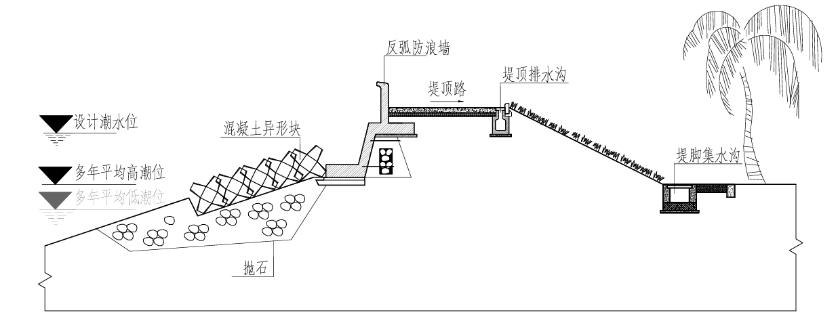 反弧防浪墙
堤顶排水沟
堤顶路
设计潮水位
混凝土异形块
堤脚集水沟
多年平均高潮位
多年平均低潮位
抛石